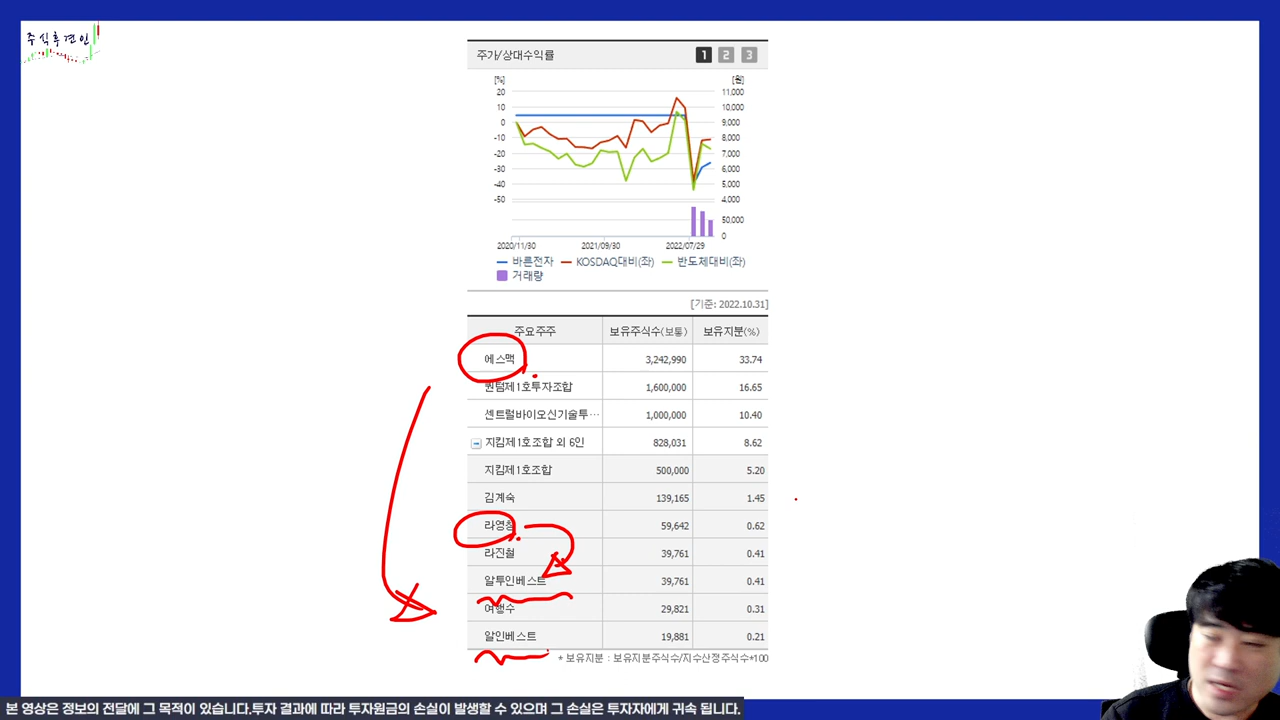 주식후견인
주가/상대수익률 1 2 3
[%] [원]
20 11,000
10 10,000
0 9,000
-10 8,000
-20 7,000
-30 6,000
-40 5,000
-50 4,000
50,000
0
2020/11/30 2021/09/30 2022/07/29
바른전자 KOSDAQ대비(좌) 반도체대비(좌)
거래량
[기준: 2022.10.31]
주요주주 보유주식수(보통) 보유지분(%)
에스맥 3,242,990 33.74
퀀텀제1호투자조합 1,600,000 16.65
센트럴바이오신기술투… 1,000,000 10.40
지킴제1호조합 외 6인 828,031 8.62
지킴제1호조합 500,000 5.20
김계숙 139,165 1.45
59,642 0.62
라진철 39,761 0.41
알투인베스트 39,761 0.41
여행수 29,821 0.31
알인베스트 19,881 0.21
* 보유지분 : 보유지분주식수/지수산정주식수*100
본 영상은 정보의 전달에 그 목적이 있습니다.투자 결과에 따라 투자원금의 손실이 발생할 수 있으며 그 손실은 투자자에게 귀속 됩니다.